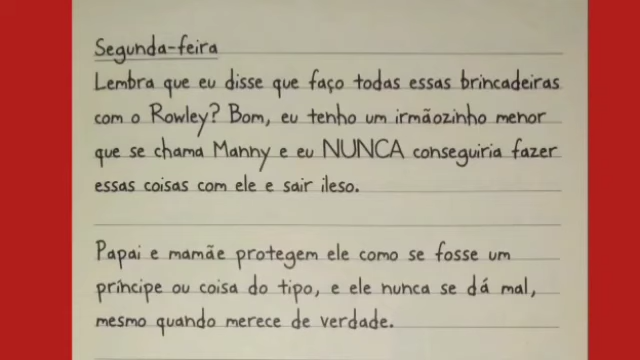 Segunda-feira
Lembra que eu disse que faço todas essas brincadeiras
com o Rowley? Bom, eu tenho um irmãozinho menor
que se chama Manny e eu NUNCA conseguiria fazer
essas coisas com ele e sair ileso.
Papai e mamãe protegem ele como se fosse um
príncipe ou coisa do tipo, e ele nunca se dá mal,
mesmo quando merece de verdade.